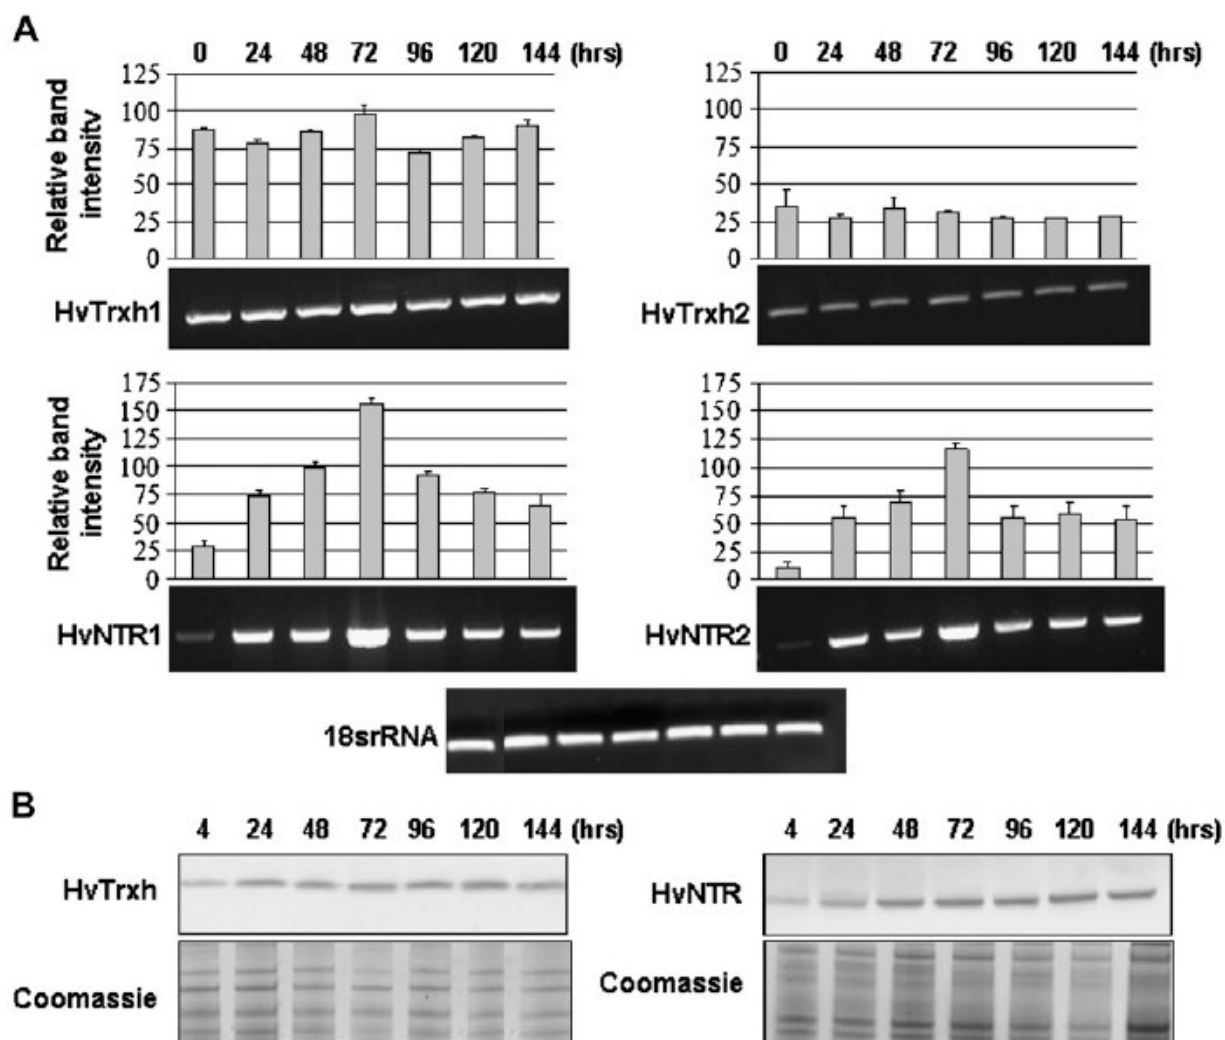 A
0 24 48 72 96 120 144 (hrs)
Relative band intensity
125
100
75
50
25
0
HvTrxh1
0 24 48 72 96 120 144 (hrs)
125
100
75
50
25
0
HvTrxh2
Relative band intensity
175
150
125
100
75
50
25
0
HvNTR1
175
150
125
100
75
50
25
0
HvNTR2
18srRNA
B
4 24 48 72 96 120 144 (hrs)
HvTrxh
Coomassie
4 24 48 72 96 120 144 (hrs)
HvNTR
Coomassie